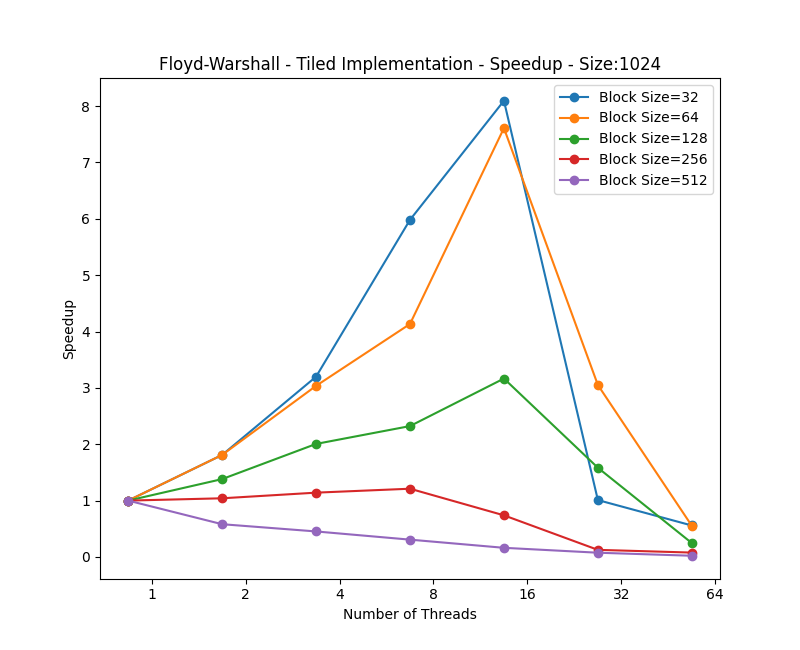 Floyd-Warshall - Tiled Implementation - Speedup - Size:1024
Block Size=32
Block Size=64
Block Size=128
Block Size=256
Block Size=512
Speedup
8
7
6
5
4
3
2
1
0
1 2 4 8 16 32 64
Number of Threads